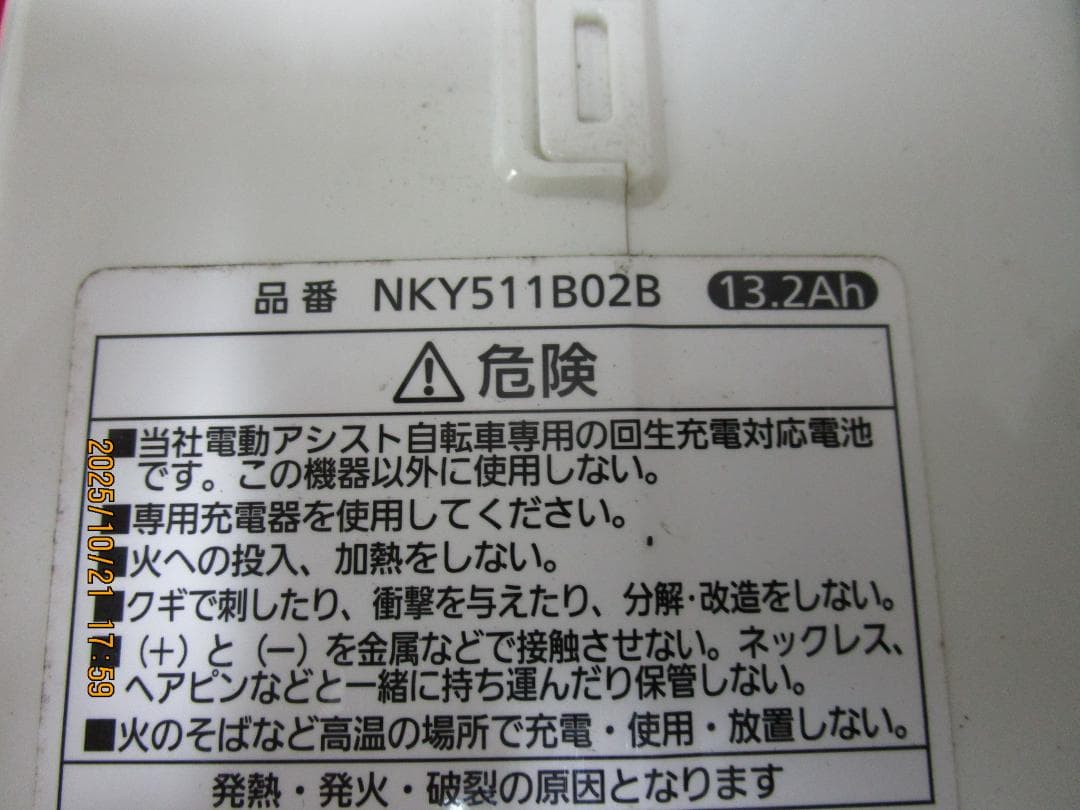 品番 NKY511B02B 13.2Ah
⚠危険
■当社電動アシスト自転車専用の回生充電対応電池
です。この機器以外に使用しない。
■専用充電器を使用してください。
■火への投入、加熱をしない。
■クギで刺したり、衝撃を与えたり、分解・改造をしない。
■（＋）と（－）を金属などで接触させない。ネックレス、
ヘアピンなどと一緒に持ち運んだり保管しない。
■火のそばなど高温の場所で充電・使用・放置しない。
発熱・発火・破裂の原因となります
2025/10/21 17:59